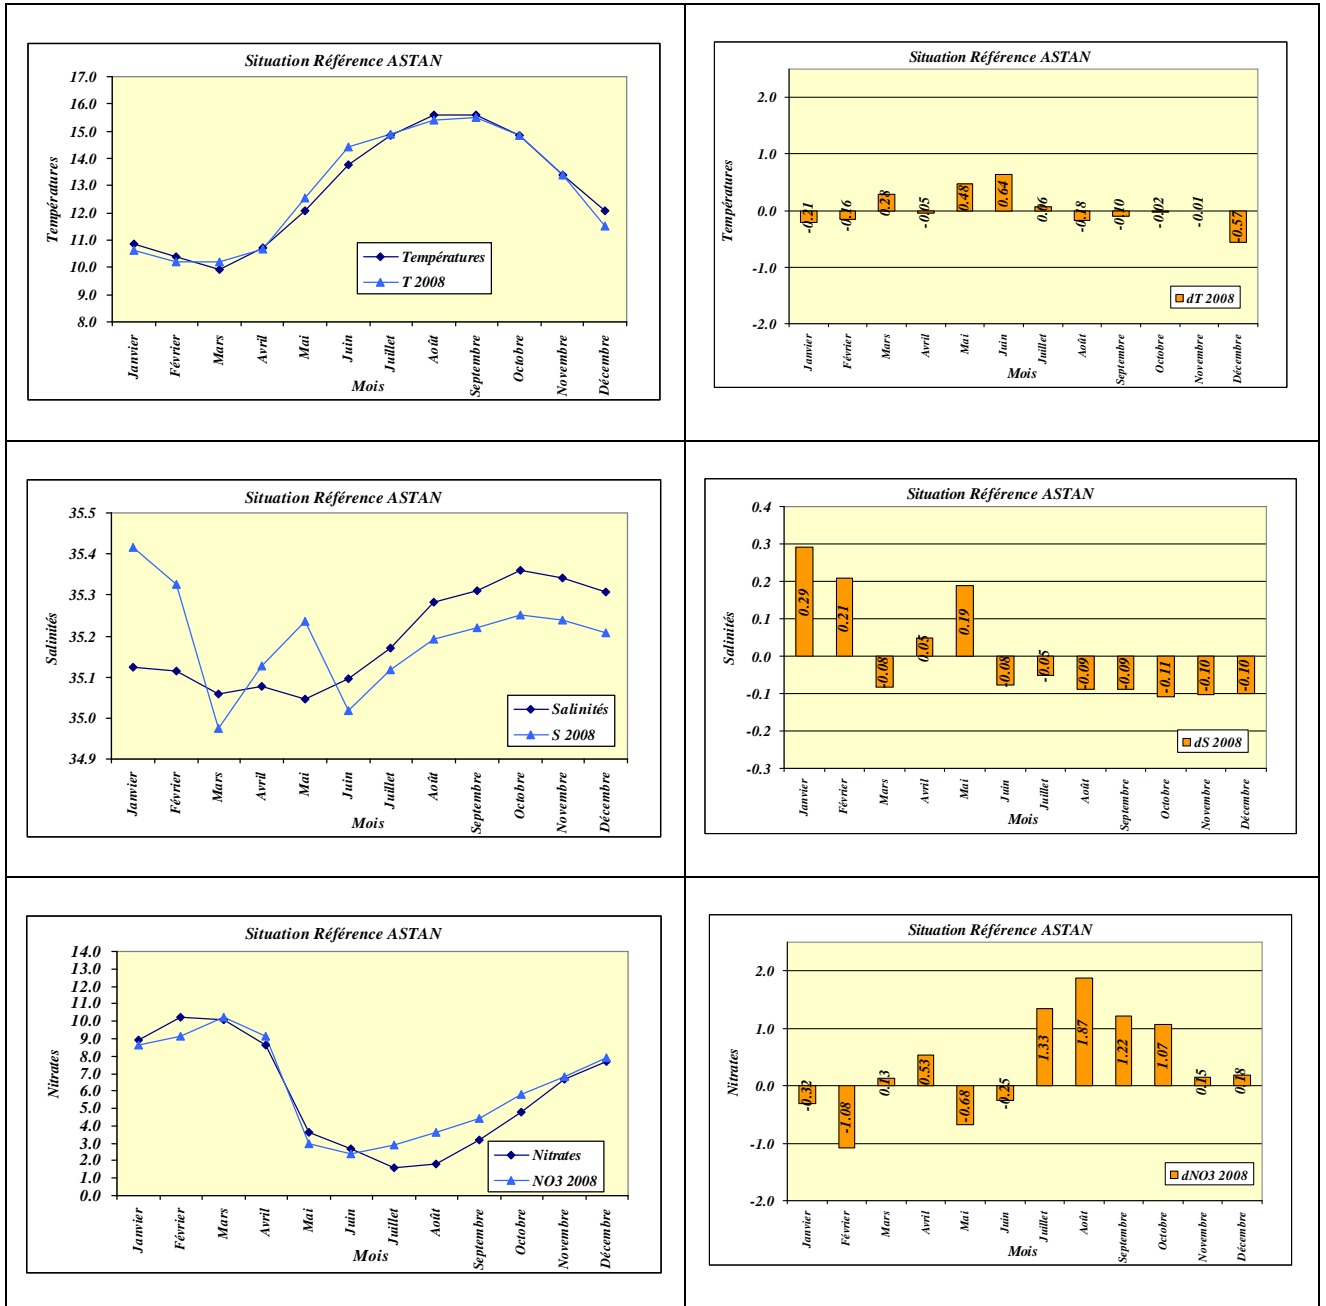 Situation Référence ASTAN
17.0
16.0
15.0
14.0
13.0
12.0
11.0
10.0
9.0
8.0
Températures
Températures
T 2008
Janvier
Février
Mars
Avril
Mai
Juin
Juillet
Août
Septembre
Octobre
Novembre
Décembre
Mois
Situation Référence ASTAN
2.0
1.0
0.0
-1.0
-2.0
Températures
-0.21
-0.16
0.28
-0.05
0.48
0.64
0.06
-0.18
-0.10
-0.02
-0.01
-0.57
dT 2008
Janvier
Février
Mars
Avril
Mai
Juin
Juillet
Août
Septembre
Octobre
Novembre
Décembre
Mois
Situation Référence ASTAN
35.5
35.4
35.3
35.2
35.1
35.0
34.9
Salinités
Salinités
S 2008
Janvier
Février
Mars
Avril
Mai
Juin
Juillet
Août
Septembre
Octobre
Novembre
Décembre
Mois
Situation Référence ASTAN
0.4
0.3
0.2
0.1
0.0
-0.1
-0.2
-0.3
Salinités
0.29
0.21
-0.08
0.05
0.19
-0.08
-0.05
-0.09
-0.09
-0.11
-0.10
-0.10
dS 2008
Janvier
Février
Mars
Avril
Mai
Juin
Juillet
Août
Septembre
Octobre
Novembre
Décembre
Mois
Situation Référence ASTAN
14.0
13.0
12.0
11.0
10.0
9.0
8.0
7.0
6.0
5.0
4.0
3.0
2.0
1.0
0.0
Nitrates
Nitrates
NO3 2008
Janvier
Février
Mars
Avril
Mai
Juin
Juillet
Août
Septembre
Octobre
Novembre
Décembre
Mois
Situation Référence ASTAN
2.0
1.0
0.0
-1.0
-2.0
Nitrates
-0.32
-1.08
0.13
0.53
-0.68
-0.25
1.33
1.87
1.22
1.07
0.15
0.18
dNO3 2008
Janvier
Février
Mars
Avril
Mai
Juin
Juillet
Août
Septembre
Octobre
Novembre
Décembre
Mois